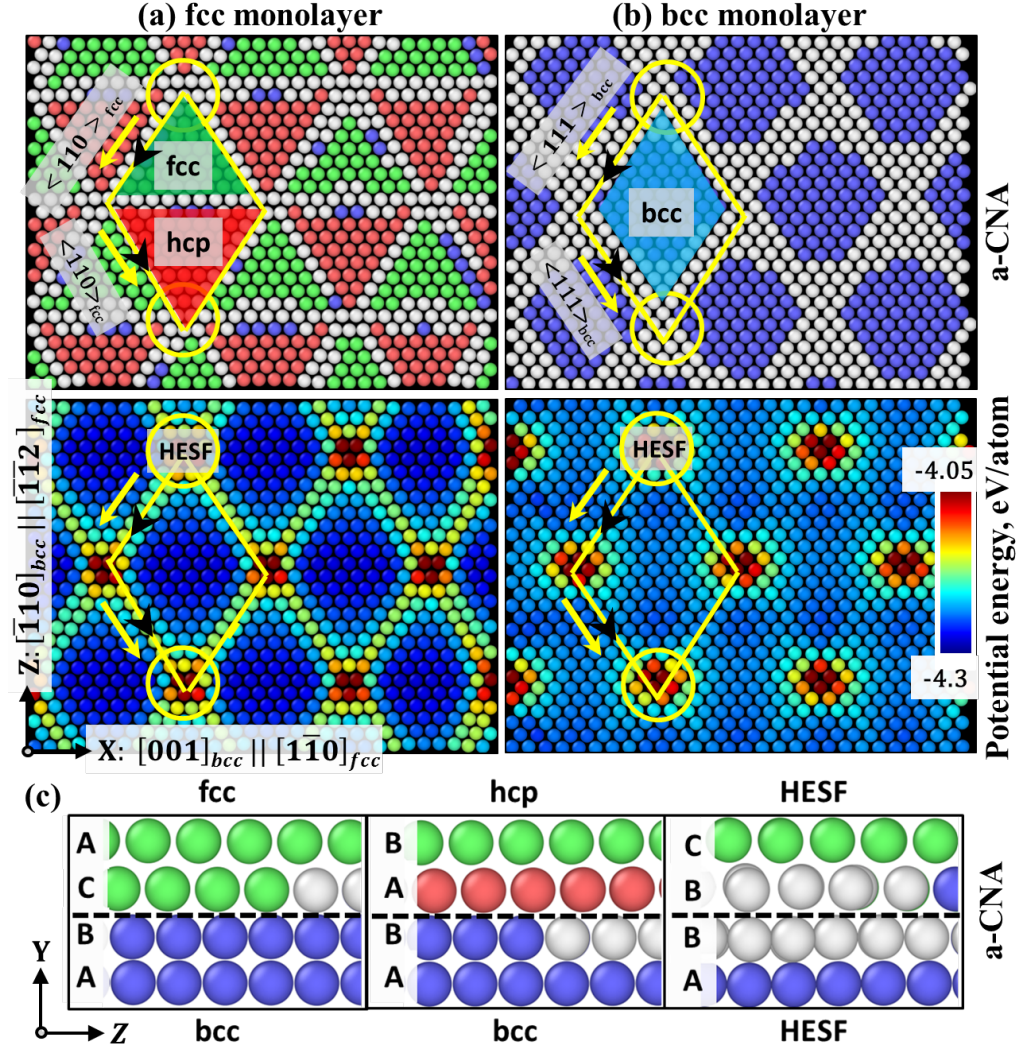 (a) fcc monolayer
(b) bcc monolayer
< 110 > fcc
fcc
hcp
<110>fcc
< 111 > bcc
bcc
<111>bcc
a-CNA
HESF
HESF
-4.05
-4.3
Potential energy, eV/atom
Z: [1̅10]bcc || [1̅1̅2]fcc
X: [001]bcc || [11̅0]fcc
(c)
fcc
hcp
HESF
A
B
C
C
A
B
B
B
B
A
A
A
Y
Z
bcc
bcc
HESF
a-CNA